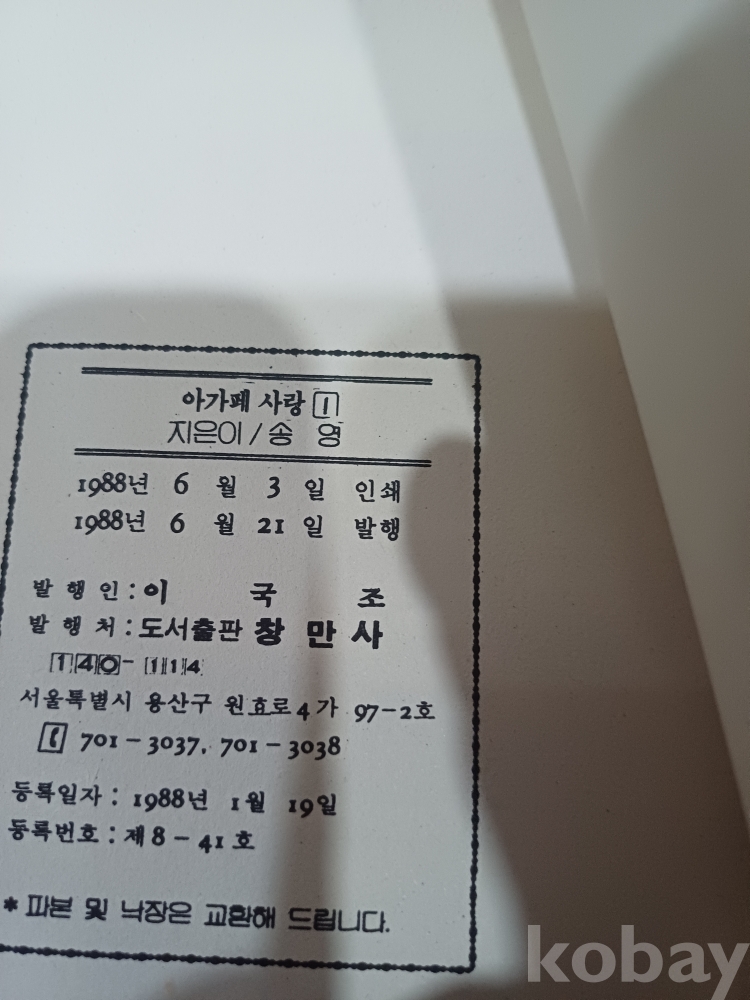 아가페 사랑 1
지은이/송 영
1988년 6 월 3 일 인쇄
1988년 6 월 21 일 발행
발 행 인 : 이 국 조
발 행 처 : 도서출판 창 만 사
140-114
서울특별시 용산구 원효로4가 97-2호
701-3037, 701-3038
등록일자 : 1988년 1월 19일
등록번호 : 제8-41호
* 파본 및 낙장은 교환해 드립니다.
kobay